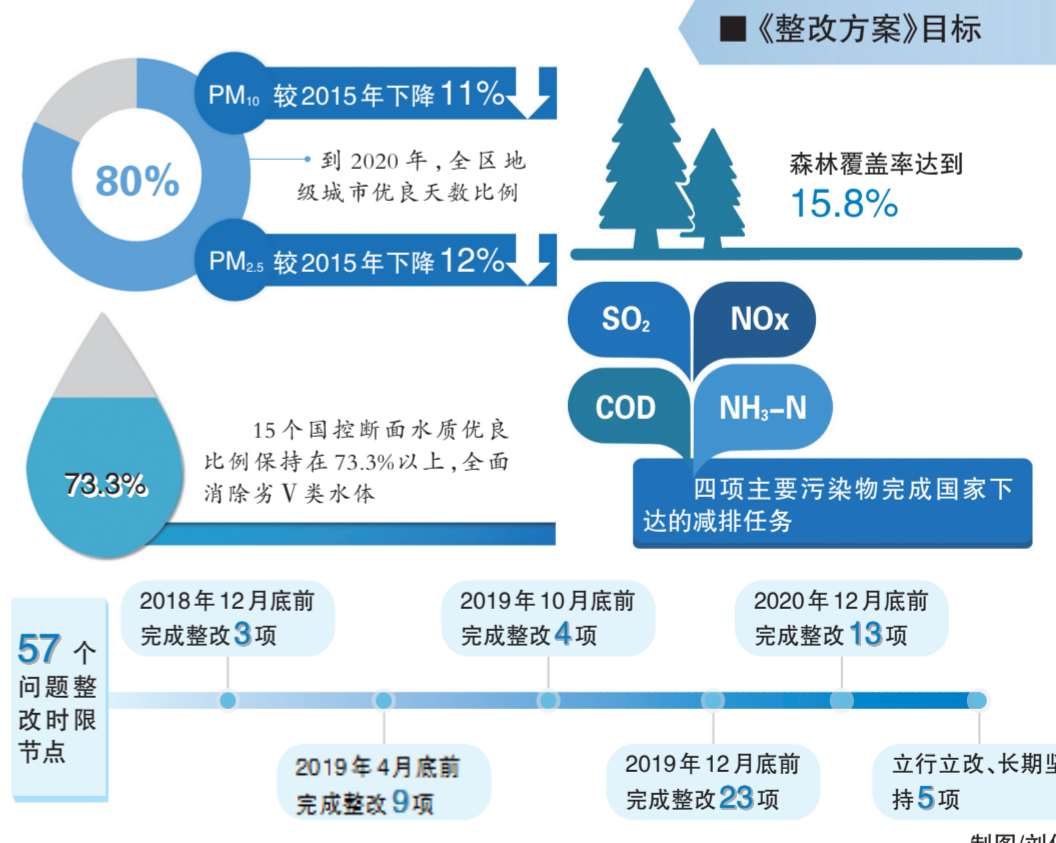 ■《整改方案》目标
PM₁₀ 较2015年下降11%
80%
到2020年,全区地
级城市优良天数比例
PM₂.₅ 较2015年下降12%
森林覆盖率达到
15.8%
SO₂
NOx
COD
NH₃-N
四项主要污染物完成国家下
达的减排任务
73.3%
15个国控断面水质优良
比例保持在73.3%以上,全面
消除劣Ⅴ类水体
57个
问题整
改时限
节点
2018年12月底前
完成整改3项
2019年4月底前
完成整改9项
2019年10月底前
完成整改4项
2019年12月底前
完成整改23项
2020年12月底前
完成整改13项
立行立改、长期坚
持5项
制图/刘